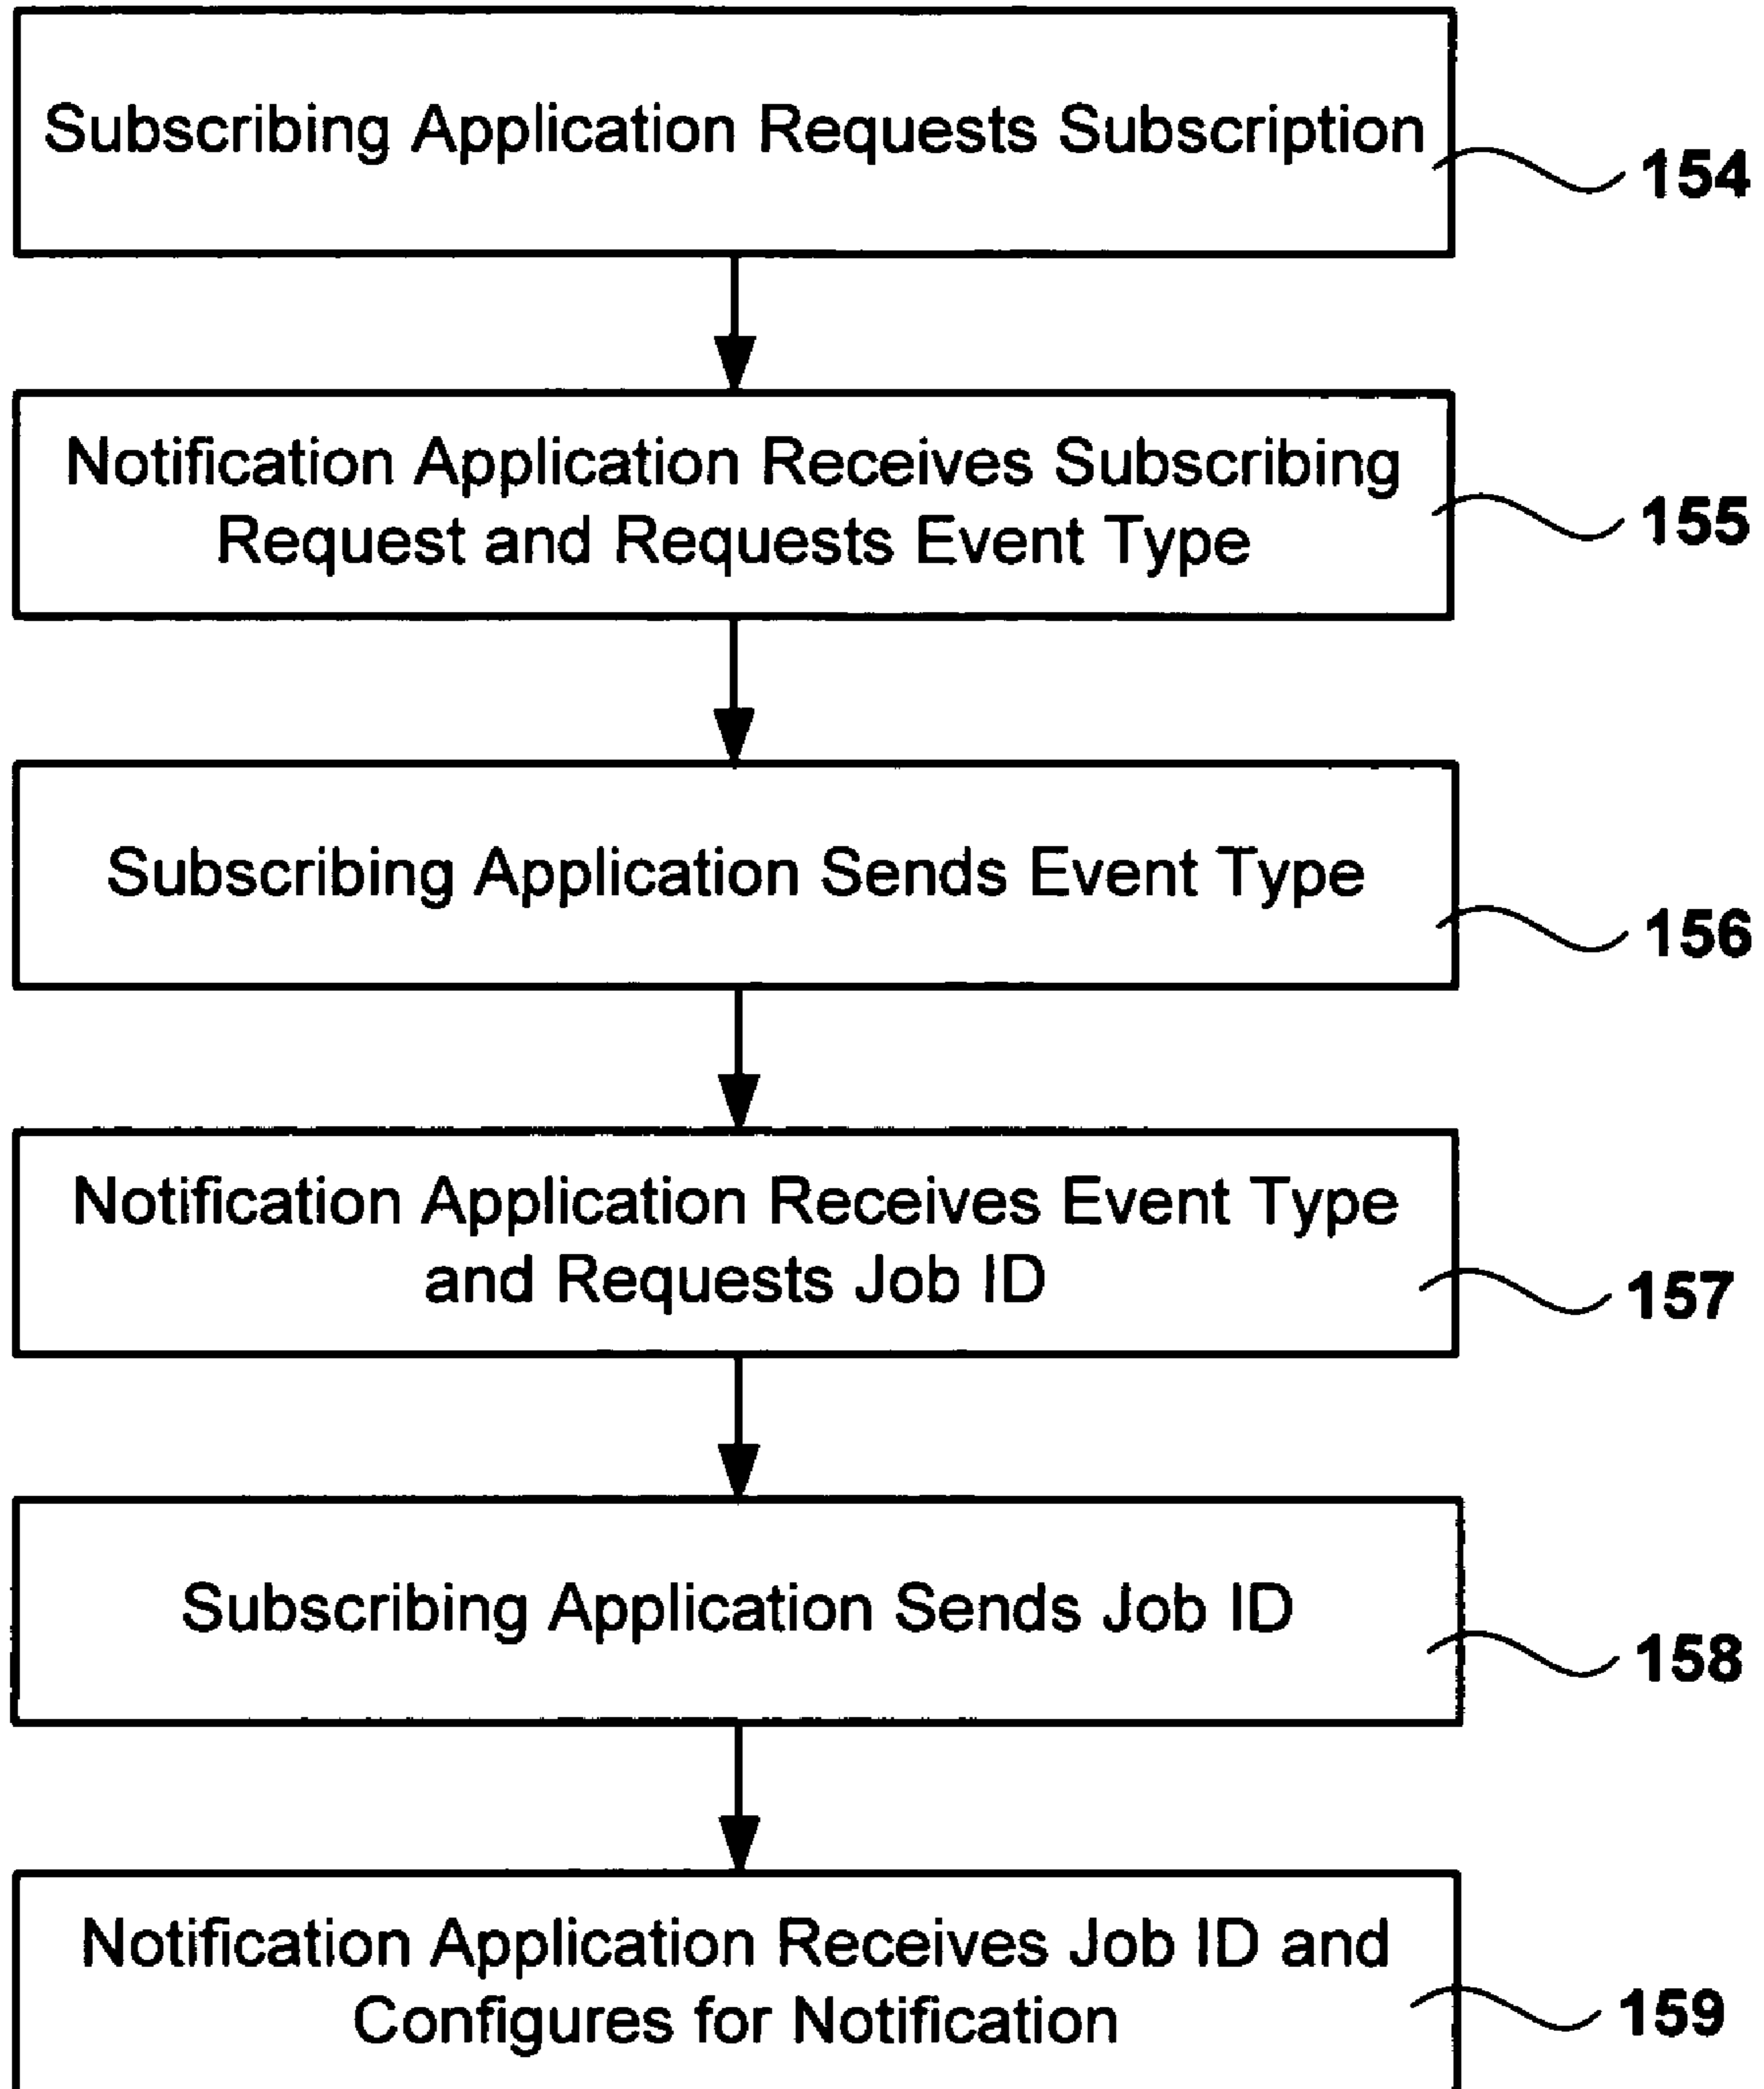 Subscribing Application Requests Subscription
154
Notification Application Receives Subscribing
Request and Requests Event Type
155
Subscribing Application Sends Event Type
156
Notification Application Receives Event Type
and Requests Job ID
157
Subscribing Application Sends Job ID
158
Notification Application Receives Job ID and
Configures for Notification
159